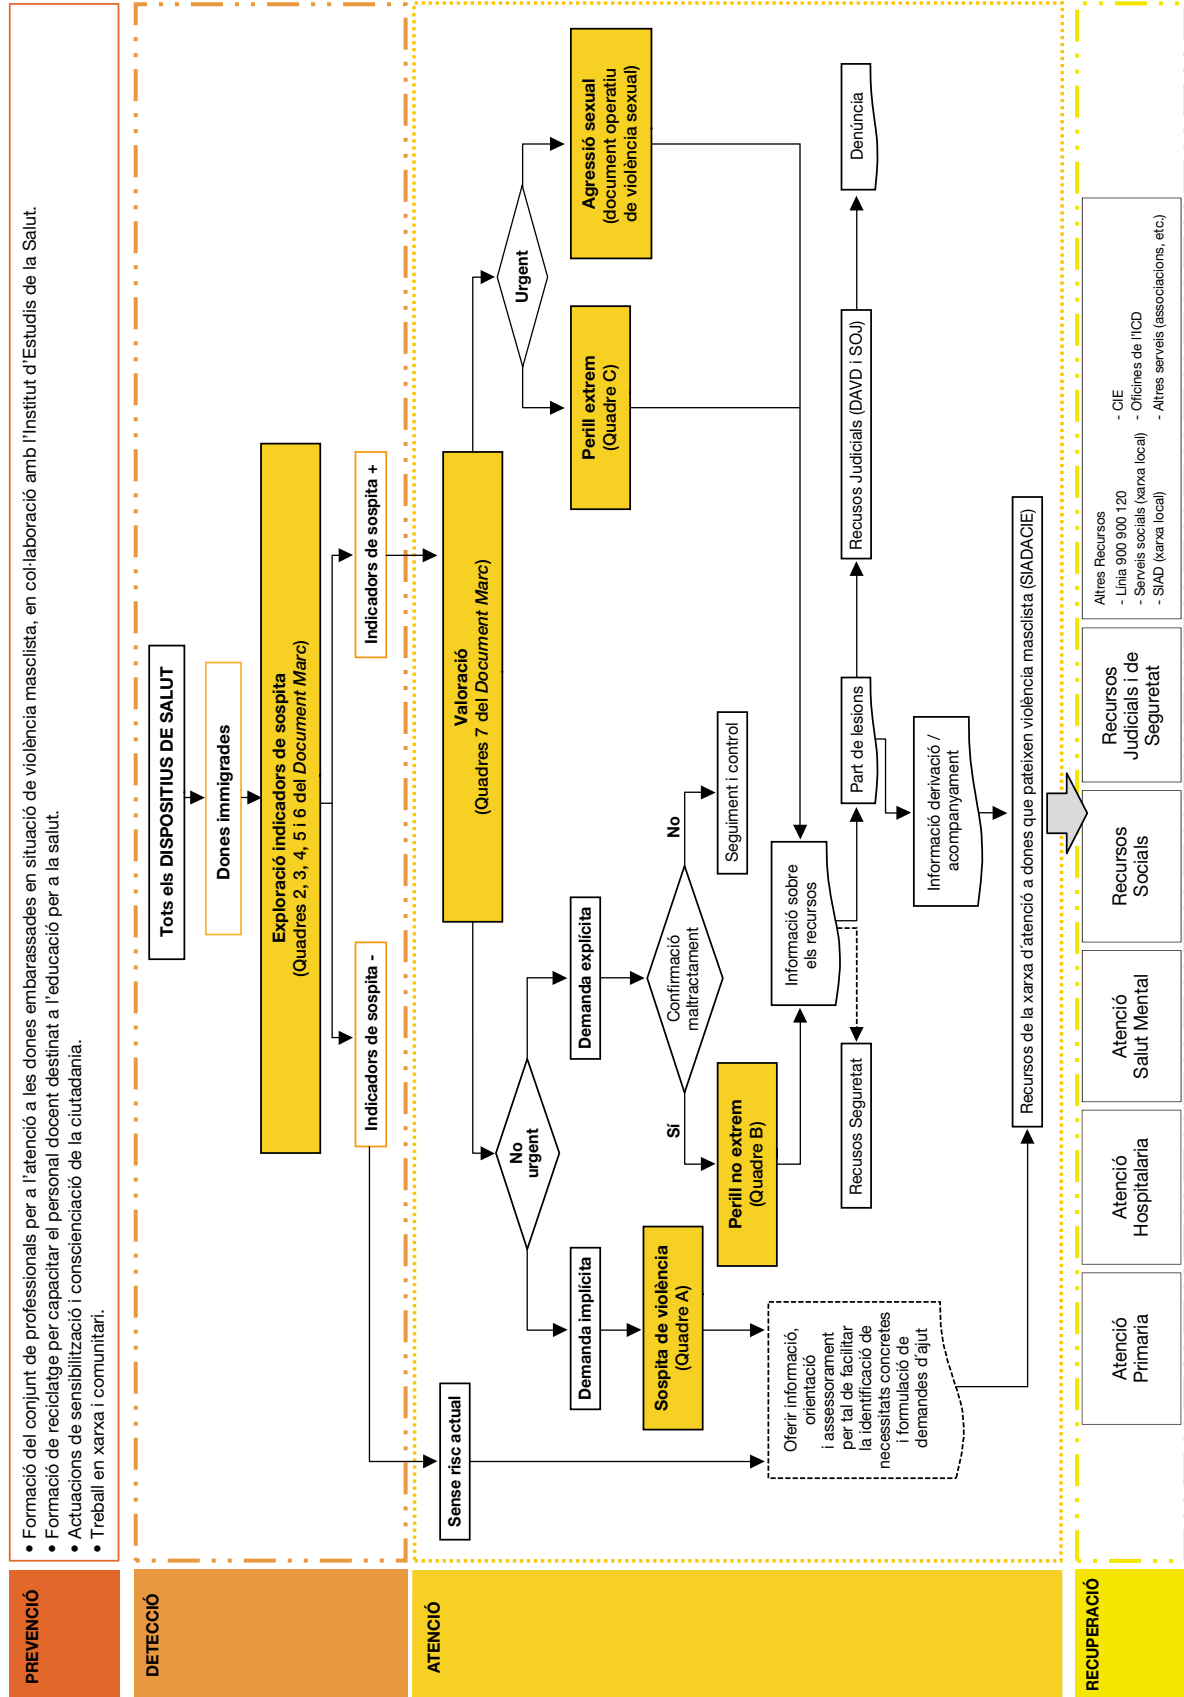 PREVENCIÓ
• Formació del conjunt de professionals per a l'atenció a les dones embarassades en situació de violència masclista, en col·laboració amb l'Institut d'Estudis de la Salut.
• Formació de reciclatge per capacitar el personal docent destinat a l'educació per a la salut.
• Actuacions de sensibilització i conscienciació de la ciutadania.
• Treball en xarxa i comunitari.
DETECCIÓ
Tots els DISPOSITIUS DE SALUT
Dones immigrades
Exploració indicadors de sospita
(Quadres 2, 3, 4, 5 i 6 del Document Marc)
Indicadors de sospita -
Indicadors de sospita +
ATENCIÓ
Sense risc actual
Valoració
(Quadres 7 del Document Marc)
No
urgent
Urgent
Demanda implícita
Demanda explícita
Perill extrem
(Quadre C)
Agressió sexual
(document operatiu
de violència sexual)
Sospita de violència
(Quadre A)
Confirmació
maltractament
Sí
No
Perill no extrem
(Quadre B)
Seguiment i control
Oferir informació,
orientació
i assessorament
per tal de facilitar
la identificació de
necessitats concretes
i formulació de
demandes d'ajut
Informació sobre
els recursos
Recusos Seguretat
Part de lesions
Recusos Judicials (DAVD i SOJ)
Denúncia
Informació derivació /
acompanyament
Recursos de la xarxa d'atenció a dones que pateixen violència masclista (SIADACIE)
RECUPERACIÓ
Atenció
Primaria
Atenció
Hospitalaria
Atenció
Salut Mental
Recursos
Socials
Recursos
Judicials i de
Seguretat
Altres Recursos
- Línia 900 900 120
- Serveis socials (xarxa local)
- SIAD (xarxa local)
- CIE
- Oficines de l'ICD
- Altres serveis (associacions, etc.)